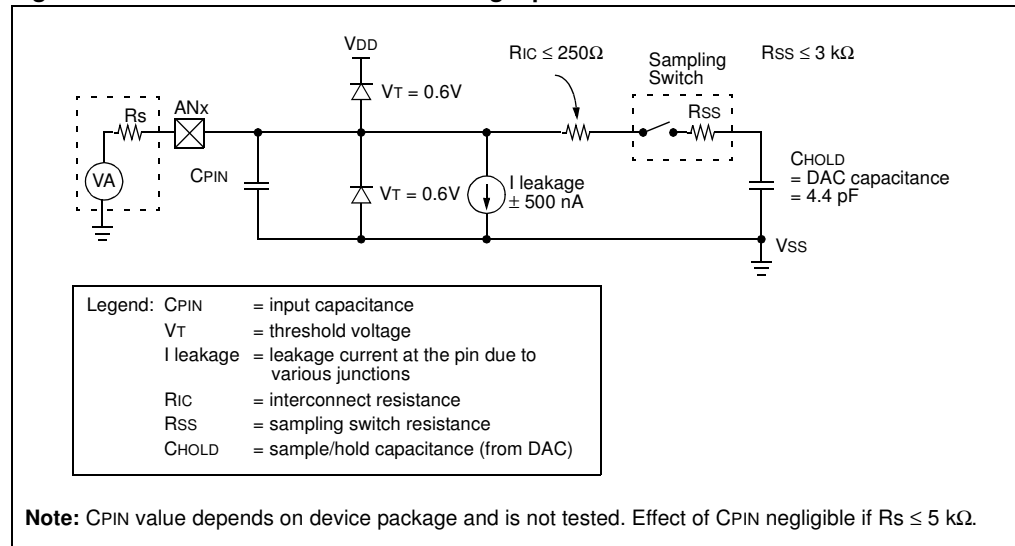 VDD
RIC ≤ 250Ω
Sampling
Switch
RSS ≤ 3 kΩ
VT = 0.6V
Rs
ANx
RSS
VA
CPIN
VT = 0.6V
I leakage
± 500 nA
CHOLD
= DAC capacitance
= 4.4 pF
VSS
Legend: CPIN = input capacitance
VT = threshold voltage
I leakage = leakage current at the pin due to
various junctions
RIC = interconnect resistance
RSS = sampling switch resistance
CHOLD = sample/hold capacitance (from DAC)
Note: CPIN value depends on device package and is not tested. Effect of CPIN negligible if Rs ≤ 5 kΩ.